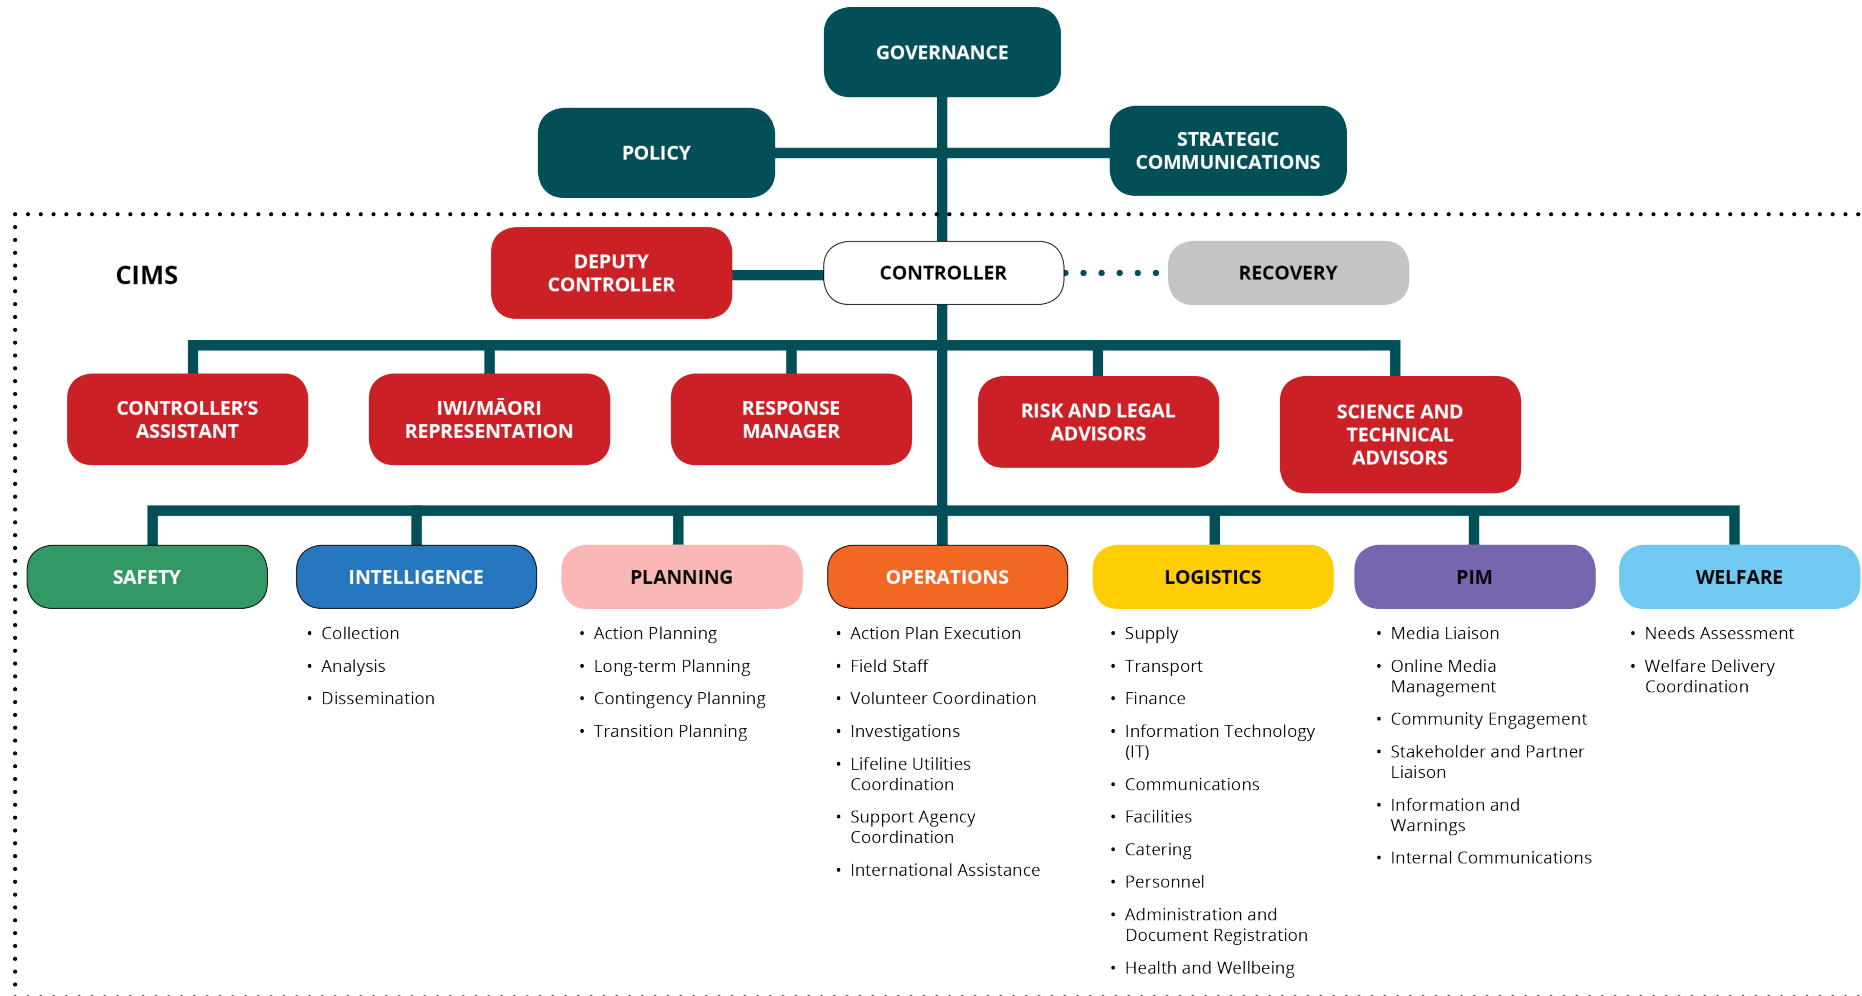 GOVERNANCE
POLICY
STRATEGIC
COMMUNICATIONS
CIMS
DEPUTY
CONTROLLER
CONTROLLER
RECOVERY
CONTROLLER’S
ASSISTANT
IWI/MĀORI
REPRESENTATION
RESPONSE
MANAGER
RISK AND LEGAL
ADVISORS
SCIENCE AND
TECHNICAL
ADVISORS
SAFETY
INTELLIGENCE
• Collection
• Analysis
• Dissemination
PLANNING
• Action Planning
• Long-term Planning
• Contingency Planning
• Transition Planning
OPERATIONS
• Action Plan Execution
• Field Staff
• Volunteer Coordination
• Investigations
• Lifeline Utilities
Coordination
• Support Agency
Coordination
• International Assistance
LOGISTICS
• Supply
• Transport
• Finance
• Information Technology
(IT)
• Communications
• Facilities
• Catering
• Personnel
• Administration and
Document Registration
• Health and Wellbeing
PIM
• Media Liaison
• Online Media
Management
• Community Engagement
• Stakeholder and Partner
Liaison
• Information and
Warnings
• Internal Communications
WELFARE
• Needs Assessment
• Welfare Delivery
Coordination